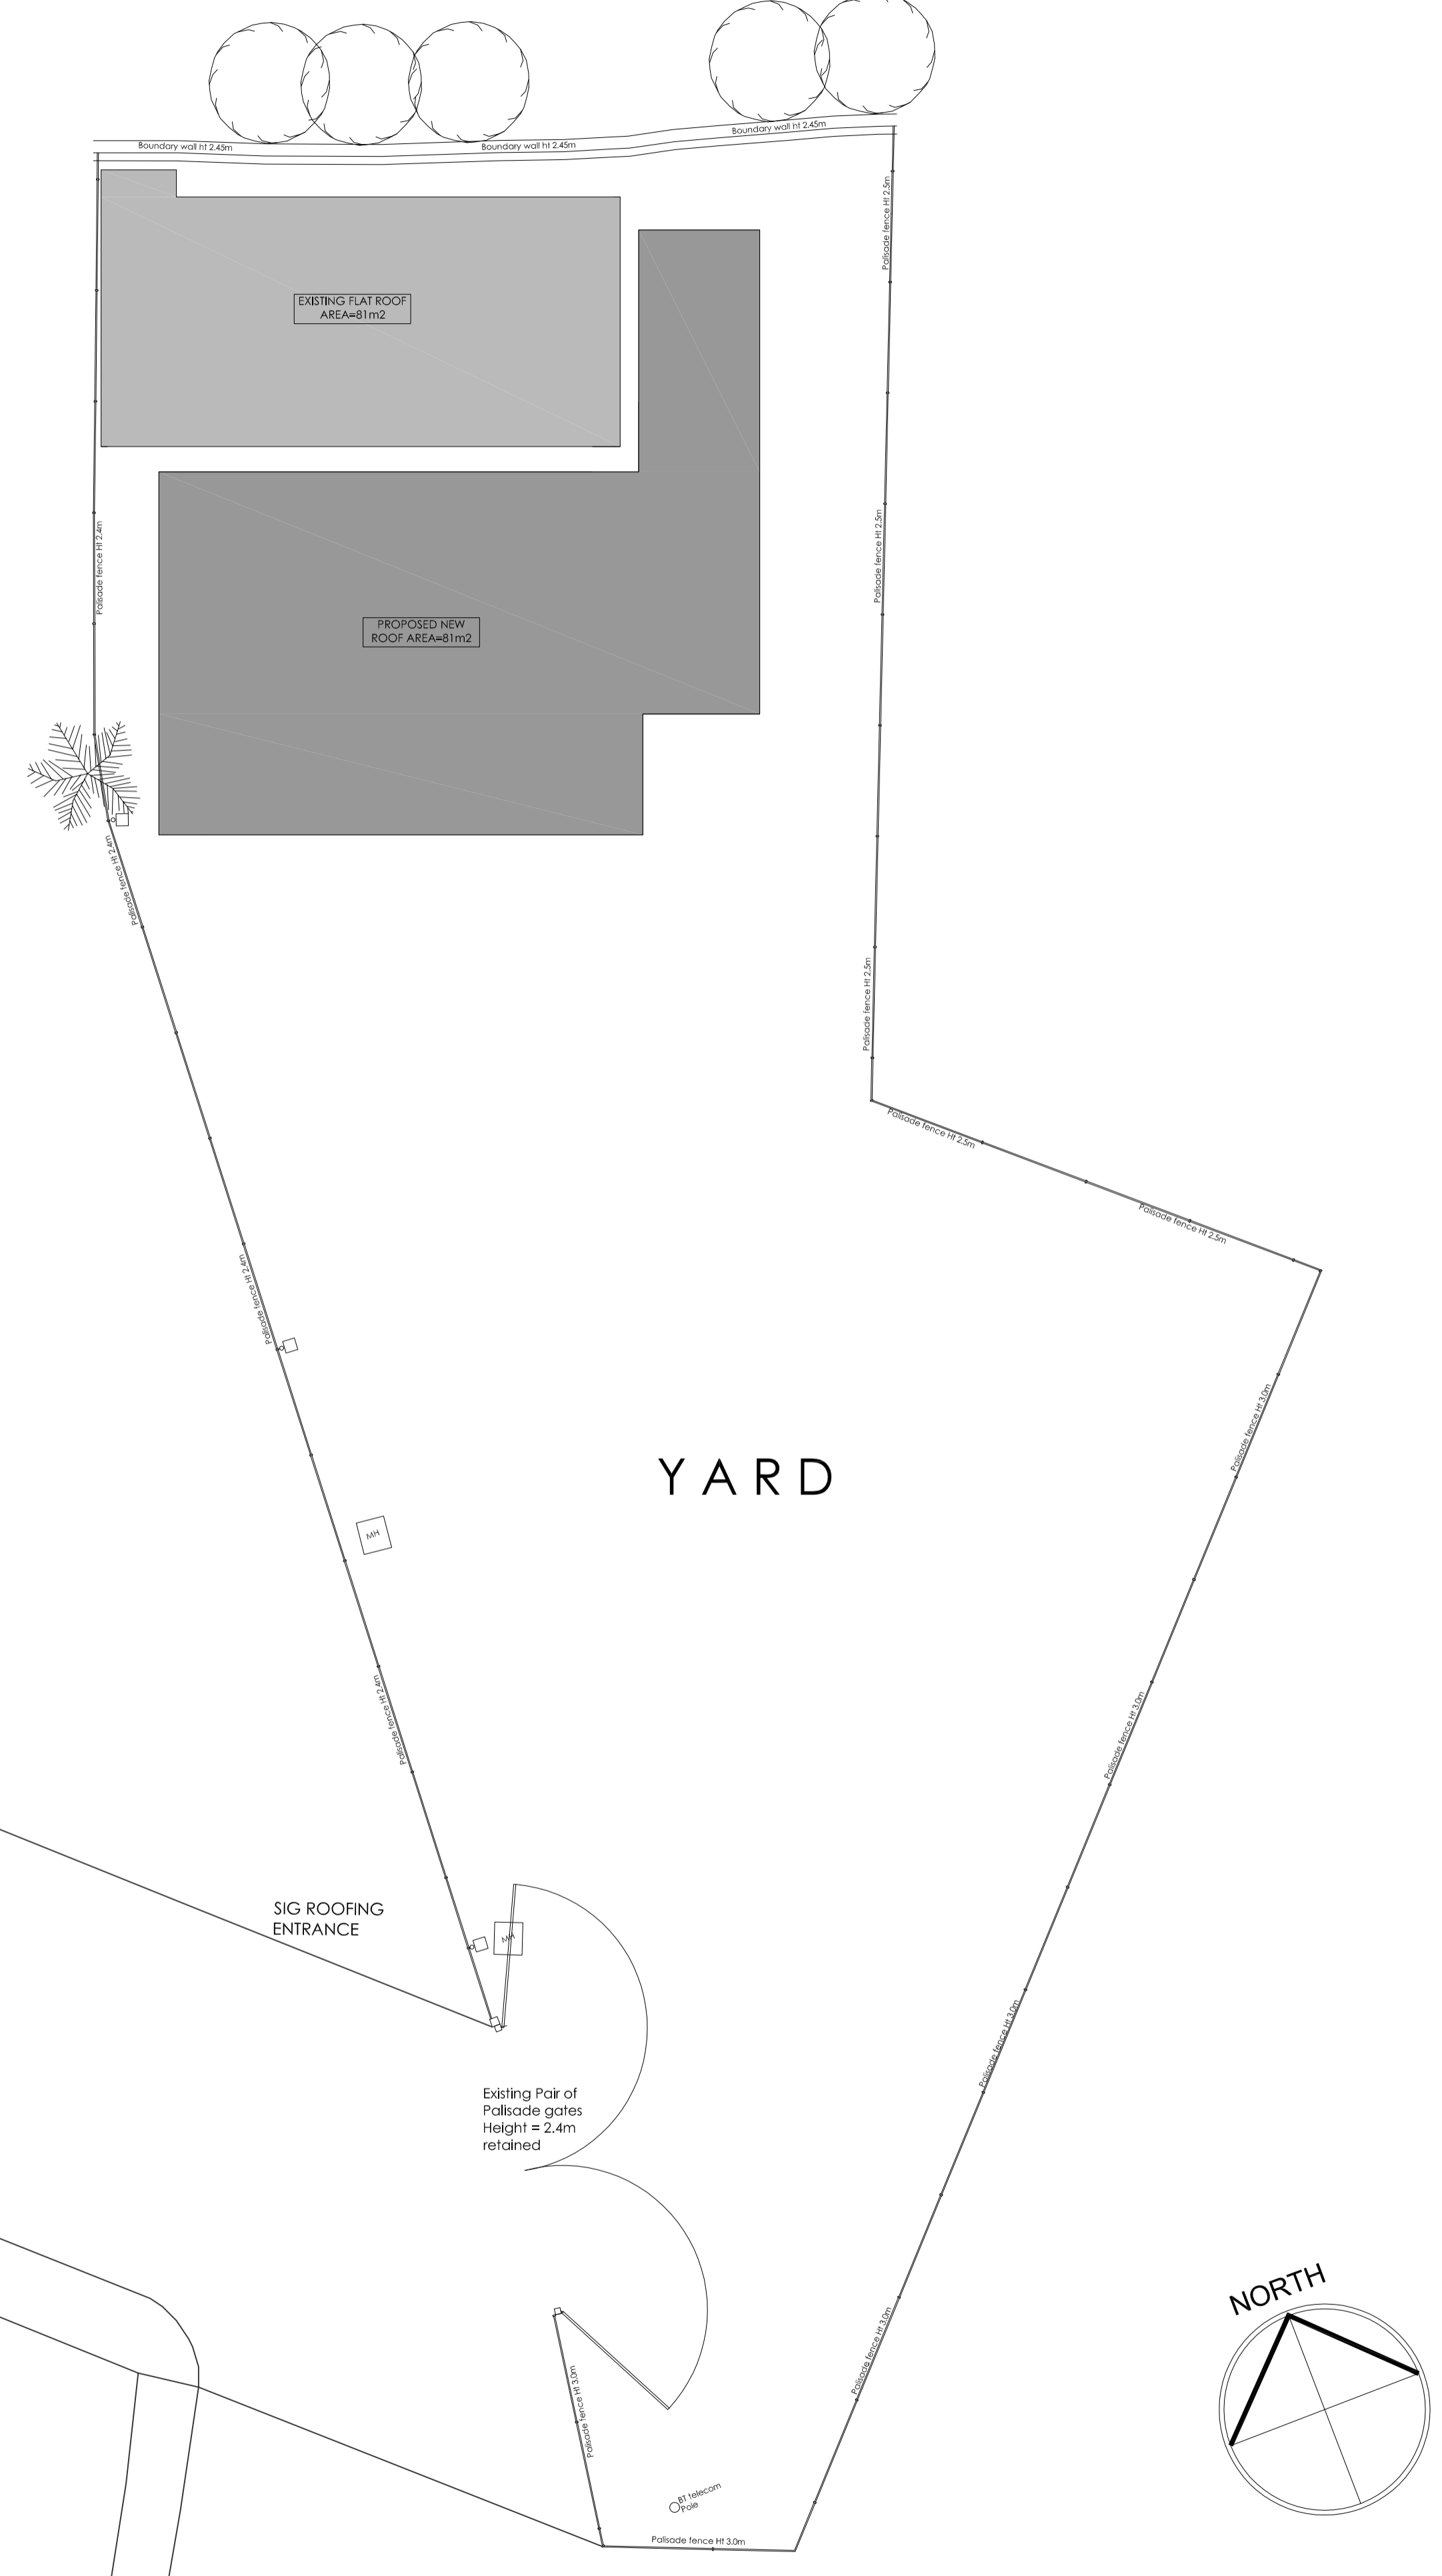 Boundary wall ht 2.45m
Boundary wall ht 2.45m
Boundary wall ht 2.45m
Palisade fence Ht 2.5m
EXISTING FLAT ROOF
AREA=81m2
Palisade fence Ht 2.4m
Palisade fence Ht 2.5m
PROPOSED NEW
ROOF AREA=81m2
Palisade fence Ht 2.4m
Palisade fence Ht 2.5m
Palisade fence Ht 2.5m
Palisade fence Ht 2.5m
Palisade fence Ht 2.4m
Palisade fence Ht 3.0m
YARD
MH
Palisade fence Ht 2.4m
Palisade fence Ht 3.0m
SIG ROOFING
ENTRANCE
MH
Palisade fence Ht 3.0m
Existing Pair of
Palisade gates
Height = 2.4m
retained
NORTH
Palisade fence Ht 3.0m
Palisade fence Ht 3.0m
BT telecom
Pole
Palisade fence Ht 3.0m